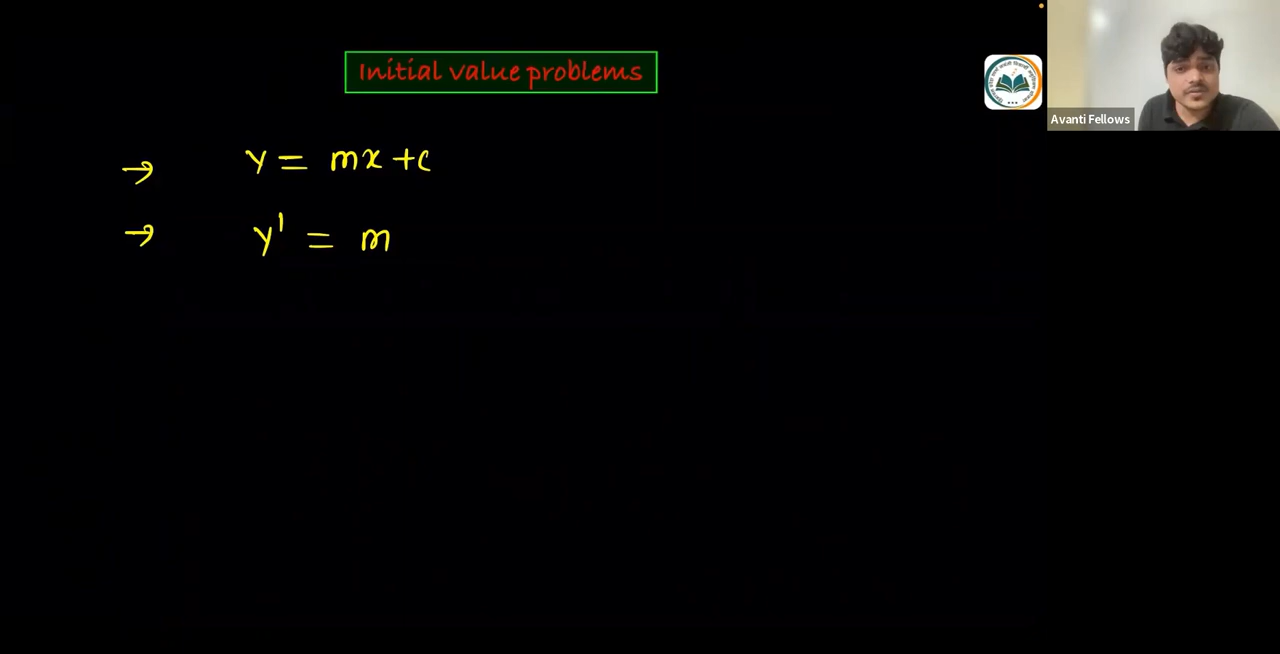 Initial value problems
Avanti Fellows
→ y = mx + c
→ y' = m